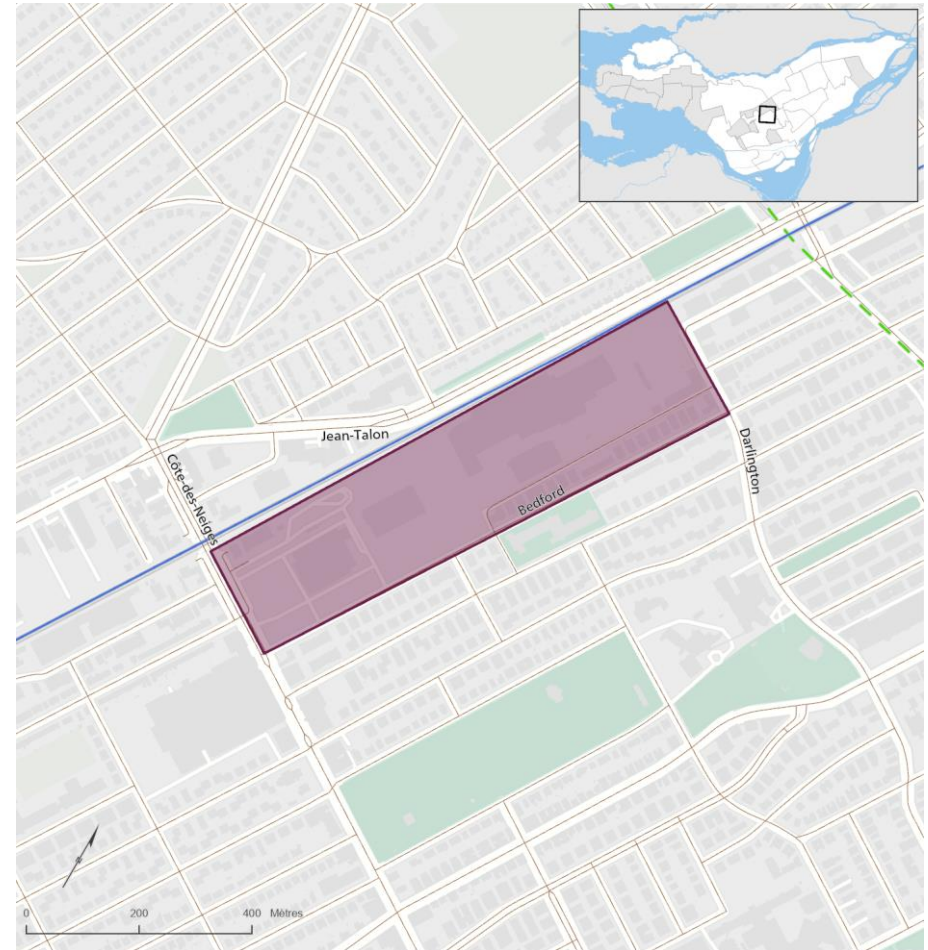 Jean-Talon
Côte-des-Neiges
Darlington
Bedford
0 200 400 Mètres